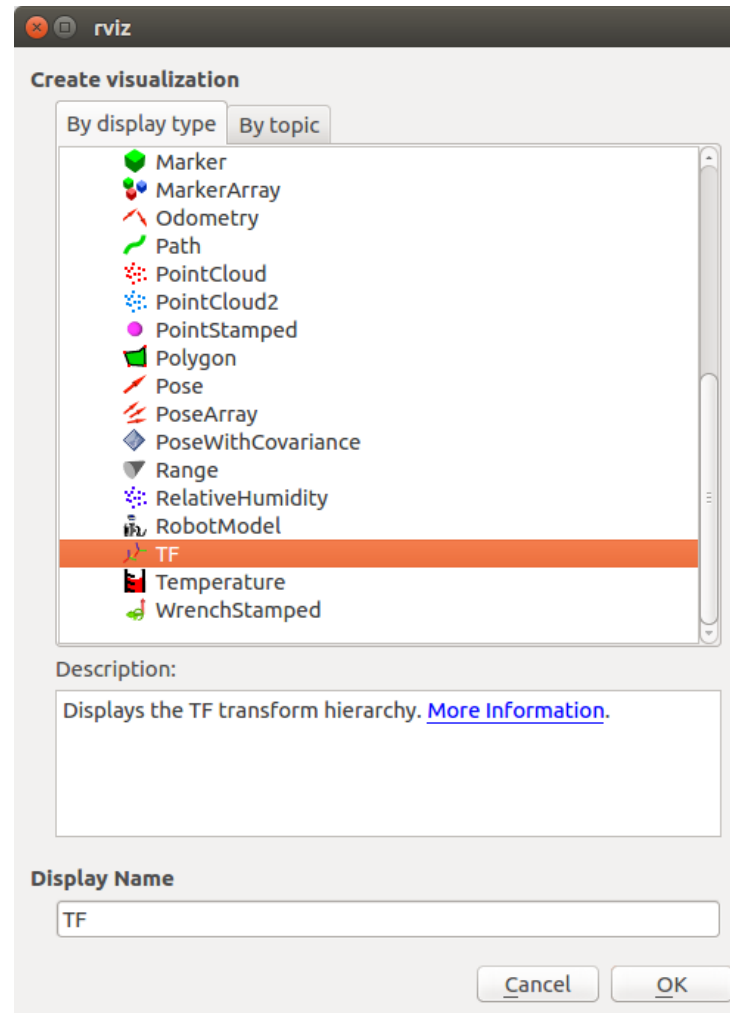 rviz
Create visualization
By display type By topic
Marker
MarkerArray
Odometry
Path
PointCloud
PointCloud2
PointStamped
Polygon
Pose
PoseArray
PoseWithCovariance
Range
RelativeHumidity
RobotModel
TF
Temperature
WrenchStamped
Description:
Displays the TF transform hierarchy. More Information.
Display Name
TF
Cancel OK